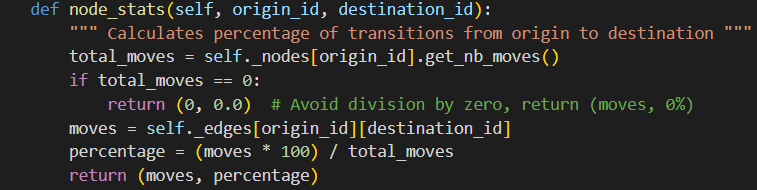 def node_stats(self, origin_id, destination_id):
    """ Calculates percentage of transitions from origin to destination """
    total_moves = self._nodes[origin_id].get_nb_moves()
    if total_moves == 0:
        return (0, 0.0)  # Avoid division by zero, return (moves, 0%)
    moves = self._edges[origin_id][destination_id]
    percentage = (moves * 100) / total_moves
    return (moves, percentage)